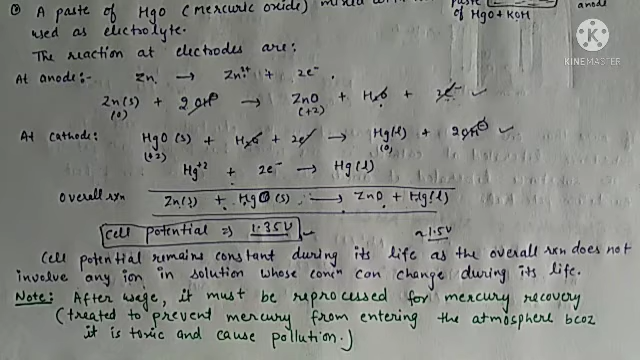 A paste of HgO (mercuric oxide) mixed with
used as electrolyte.
paste
of HgO + KOH
anode
KINEMASTER
The reaction at electrodes are:
At anode:- Zn → Zn²⁺ + 2e⁻.
Zn(s) + 2OH⁻ → ZnO + H₂O + 2e⁻ ✓
(0) (+2)
At cathode: HgO(s) + H₂O + 2e⁻ → Hg(l) + 2OH⁻ ✓
(+2) (0)
Hg⁺² + 2e⁻ → Hg(l)
Overall rxn Zn(s) + HgO(s) → ZnO + Hg(l)
Cell potential ⇒ 1.35V ~ 1.5V
Cell potential remains constant during its life as the overall rxn does not
involve any ion in solution whose concⁿ can change during its life.
Note: After usage, it must be reprocessed for mercury recovery
(treated to prevent mercury from entering the atmosphere bcoz
it is toxic and cause pollution.)